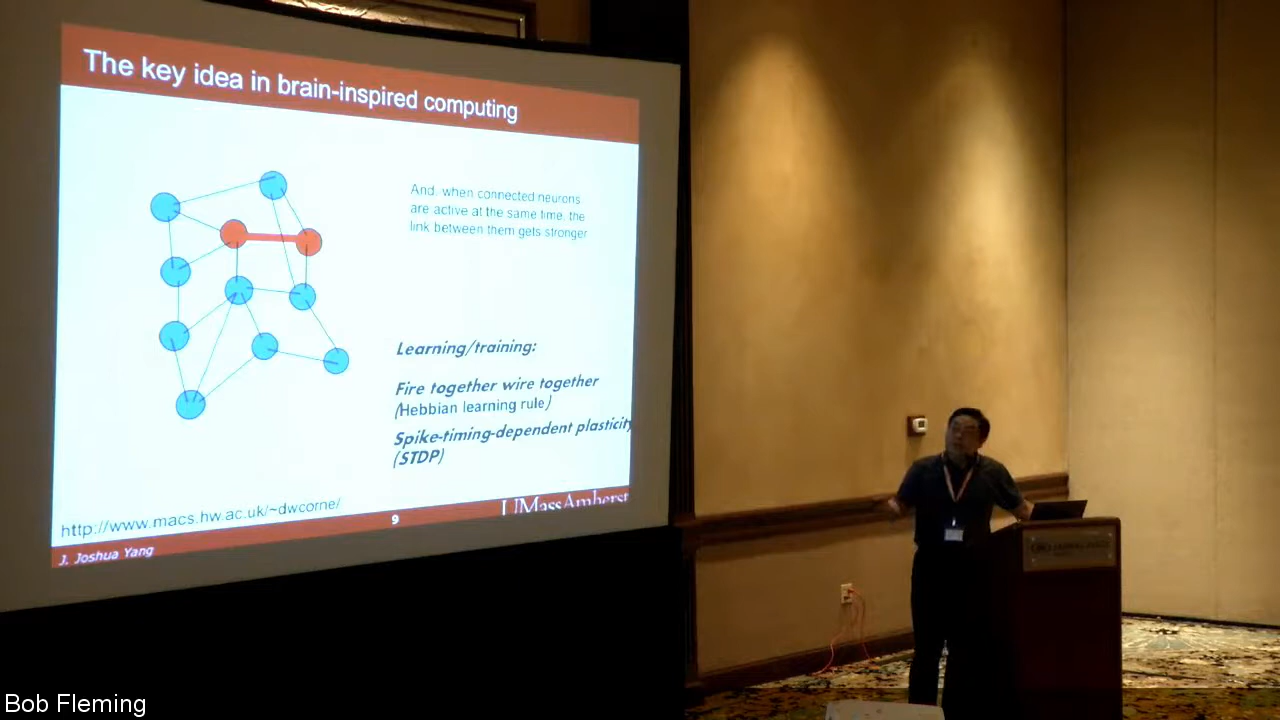 The key idea in brain-inspired computing
And, when connected neurons
are active at the same time, the
link between them gets stronger
Learning/training:
Fire together wire together
(Hebbian learning rule)
Spike-timing-dependent plasticity
(STDP)
http://www.macs.hw.ac.uk/~dwcorne/
9
UMassAmherst
J. Joshua Yang
Bob Fleming